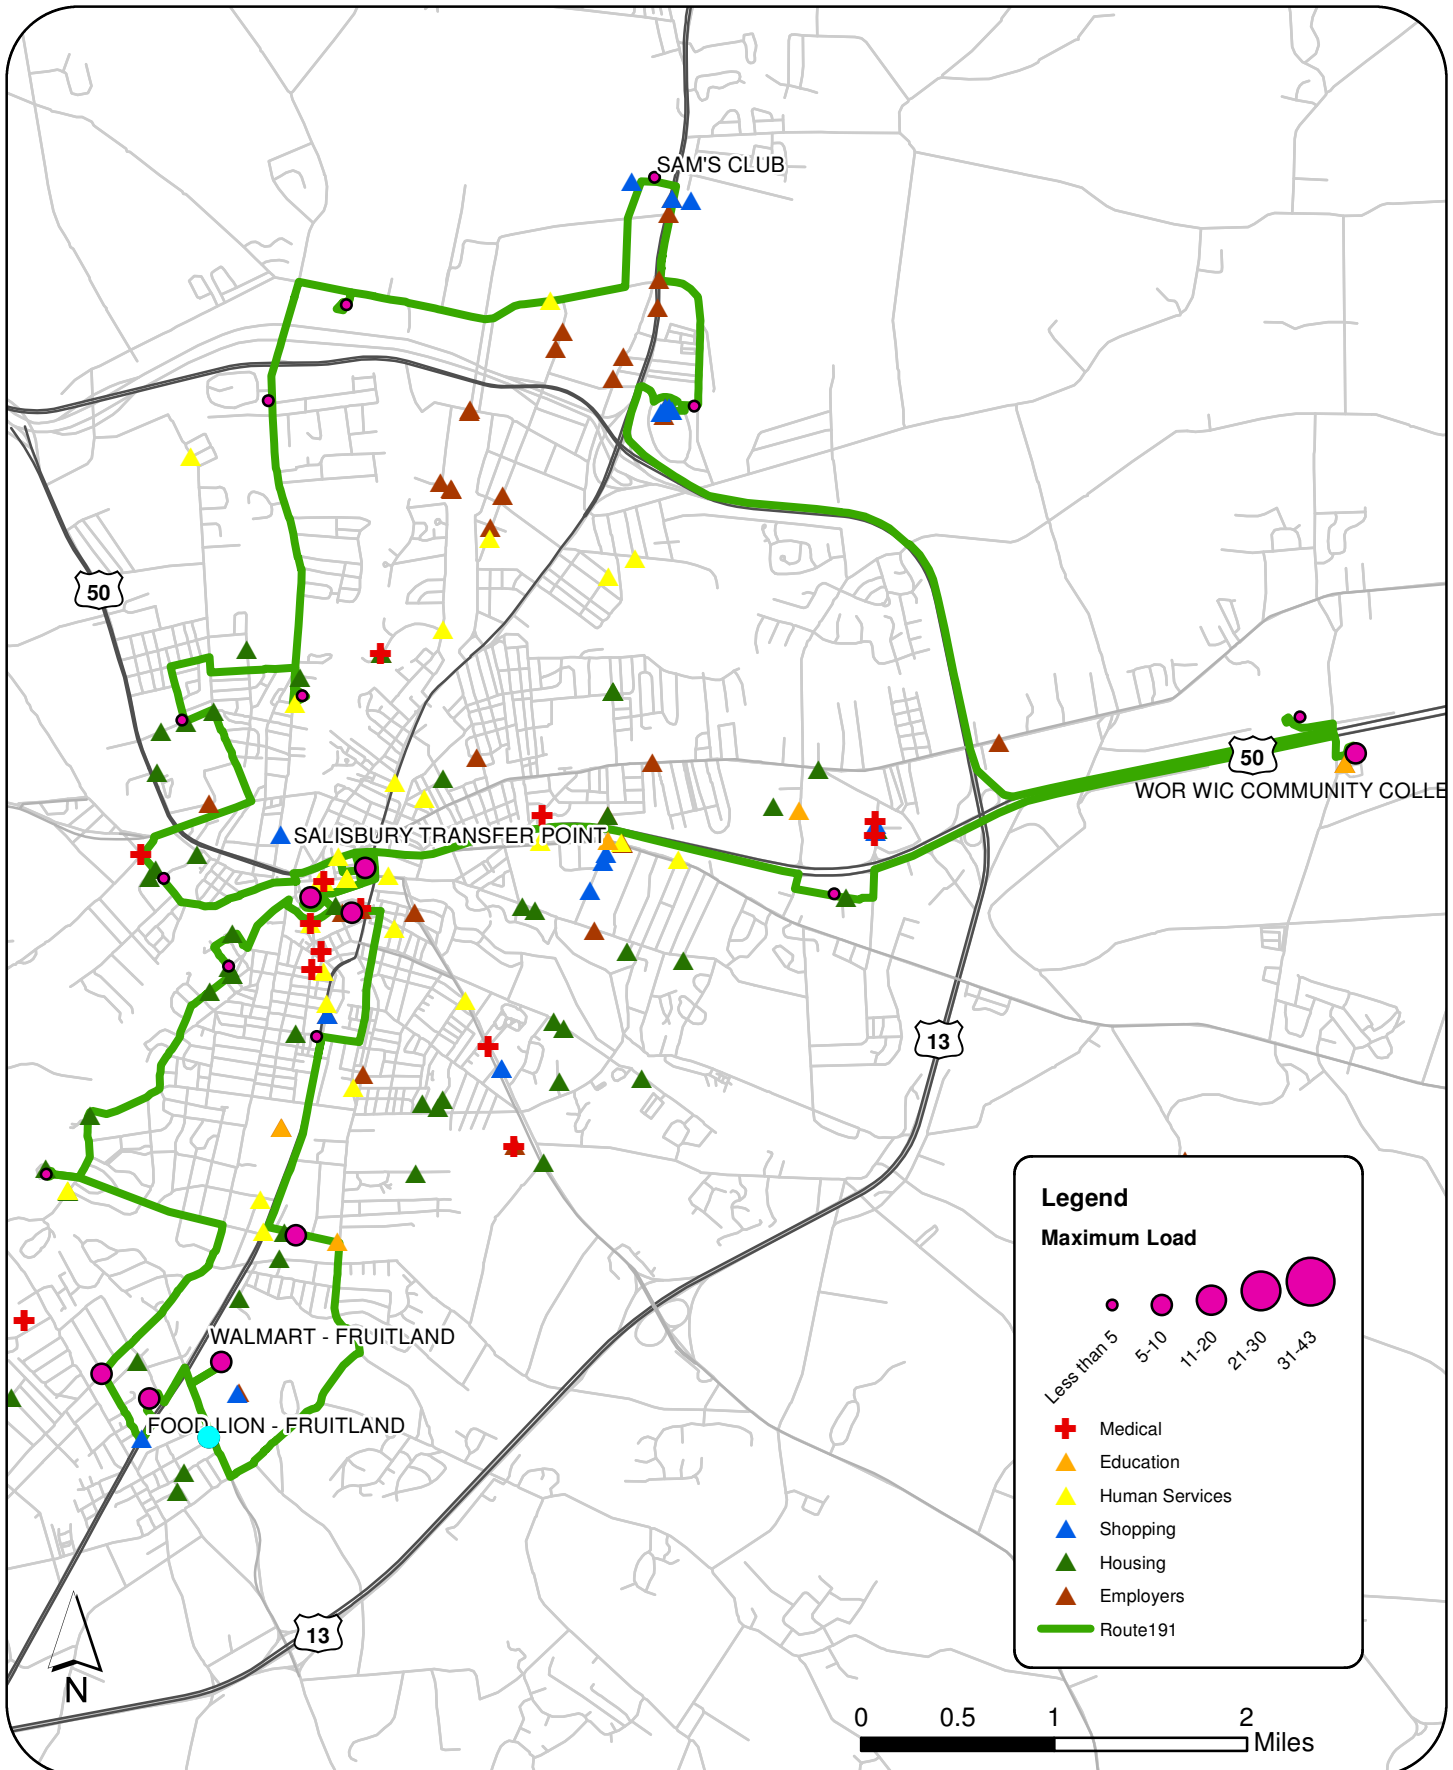 SAM'S CLUB
50
50
WOR WIC COMMUNITY COLLE
SALISBURY TRANSFER POINT
13
WALMART - FRUITLAND
FOOD LION - FRUITLAND
13
N
Legend
Maximum Load
Less than 5
5-10
11-20
21-30
31-43
Medical
Education
Human Services
Shopping
Housing
Employers
Route191
0 0.5 1 2
Miles